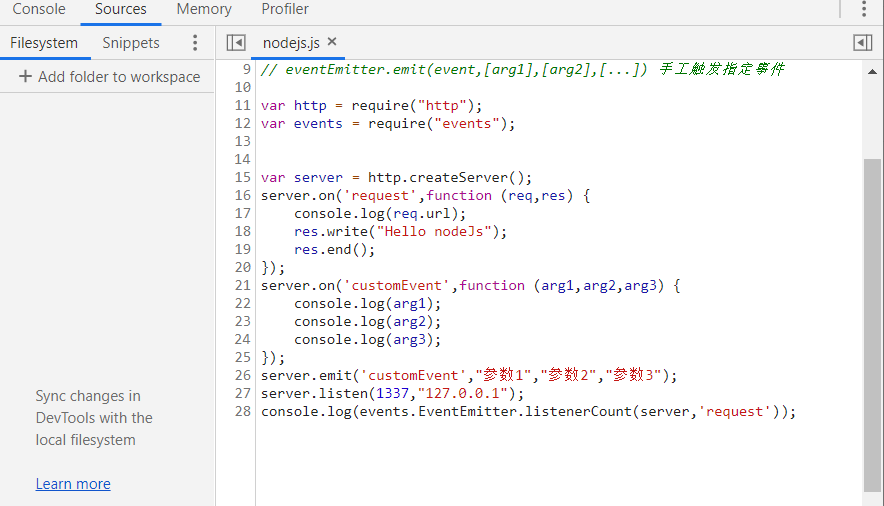 Console Sources Memory Profiler
Filesystem Snippets nodejs.js
Add folder to workspace
9 // eventEmitter.emit(event,[arg1],[arg2],[...]) 手工触发指定事件
10
11 var http = require("http");
12 var events = require("events");
13
14
15 var server = http.createServer();
16 server.on('request',function (req,res) {
17     console.log(req.url);
18     res.write("Hello nodeJs");
19     res.end();
20 });
21 server.on('customEvent',function (arg1,arg2,arg3) {
22     console.log(arg1);
23     console.log(arg2);
24     console.log(arg3);
25 });
26 server.emit('customEvent',"参数1","参数2","参数3");
27 server.listen(1337,"127.0.0.1");
28 console.log(events.EventEmitter.listenerCount(server,'request'));
Sync changes in
DevTools with the
local filesystem
Learn more